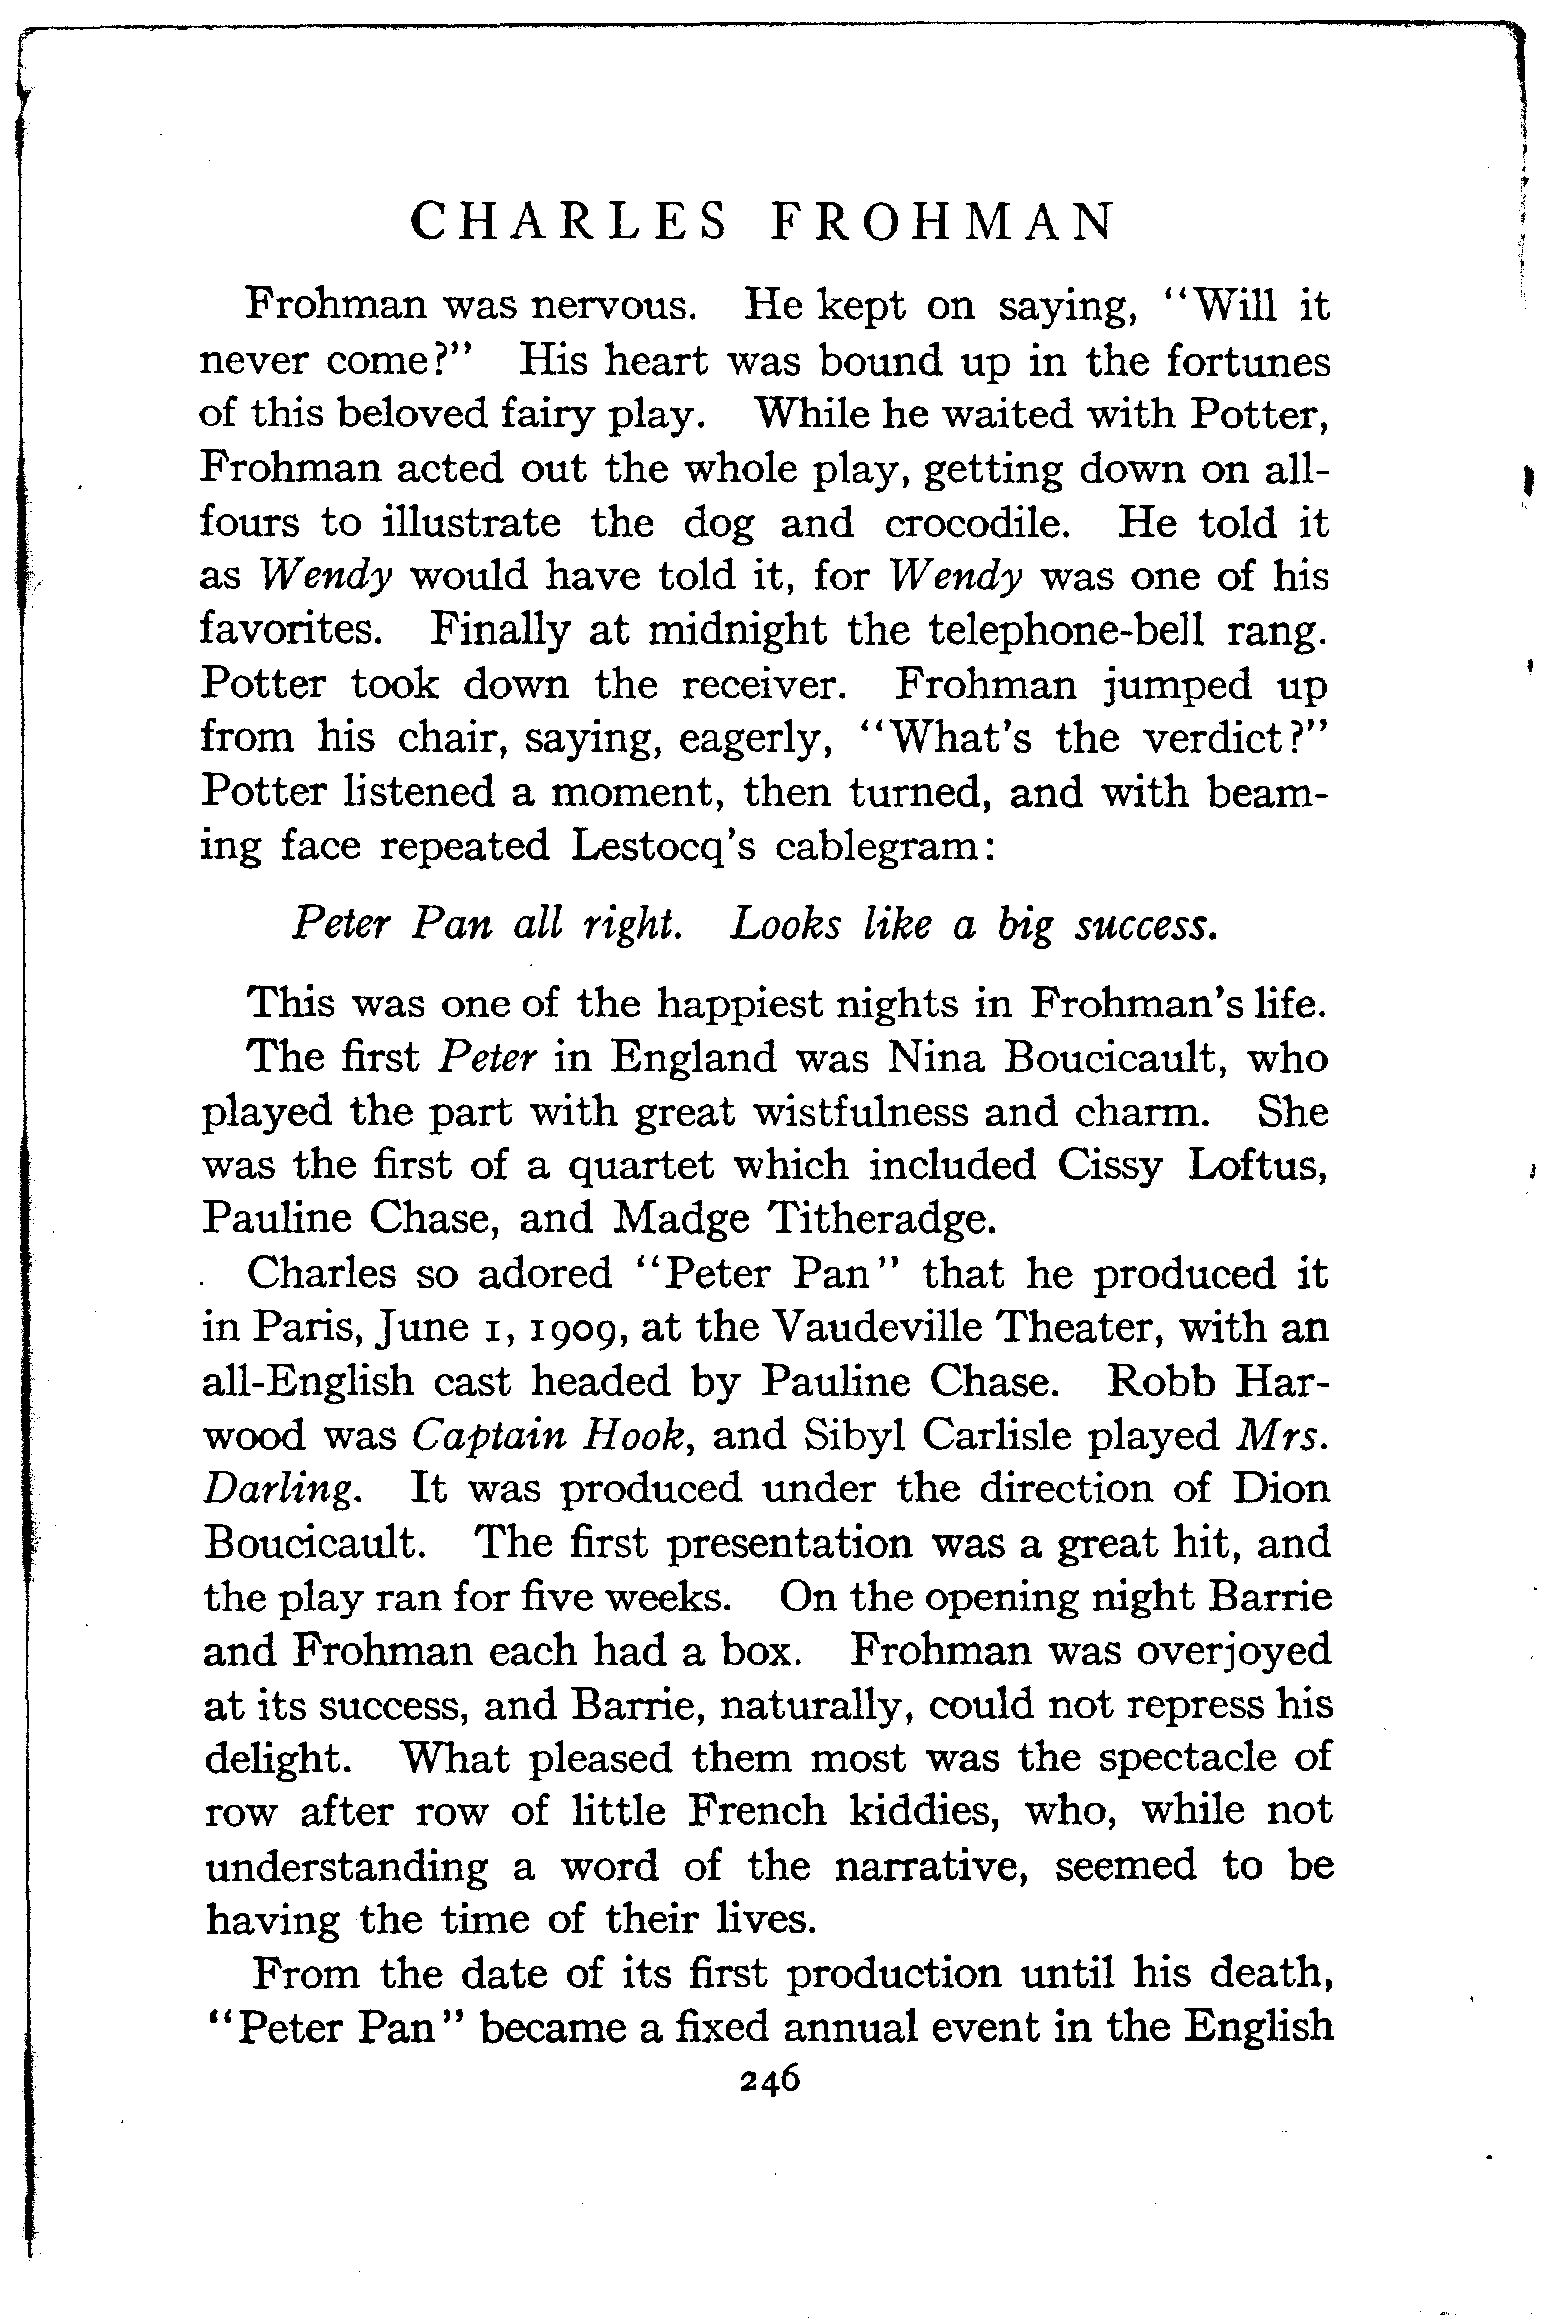 CHARLES FROHMAN
Frohman was nervous. He kept on saying, "Will it
never come?" His heart was bound up in the fortunes
of this beloved fairy play. While he waited with Potter,
Frohman acted out the whole play, getting down on all-
fours to illustrate the dog and crocodile. He told it
as Wendy would have told it, for Wendy was one of his
favorites. Finally at midnight the telephone-bell rang.
Potter took down the receiver. Frohman jumped up
from his chair, saying, eagerly, "What's the verdict?"
Potter listened a moment, then turned, and with beam-
ing face repeated Lestocq's cablegram:
Peter Pan all right. Looks like a big success.
This was one of the happiest nights in Frohman's life.
The first Peter in England was Nina Boucicault, who
played the part with great wistfulness and charm. She
was the first of a quartet which included Cissy Loftus,
Pauline Chase, and Madge Titheradge.
Charles so adored "Peter Pan" that he produced it
in Paris, June 1, 1909, at the Vaudeville Theater, with an
all-English cast headed by Pauline Chase. Robb Har-
wood was Captain Hook, and Sibyl Carlisle played Mrs.
Darling. It was produced under the direction of Dion
Boucicault. The first presentation was a great hit, and
the play ran for five weeks. On the opening night Barrie
and Frohman each had a box. Frohman was overjoyed
at its success, and Barrie, naturally, could not repress his
delight. What pleased them most was the spectacle of
row after row of little French kiddies, who, while not
understanding a word of the narrative, seemed to be
having the time of their lives.
From the date of its first production until his death,
"Peter Pan" became a fixed annual event in the English
246